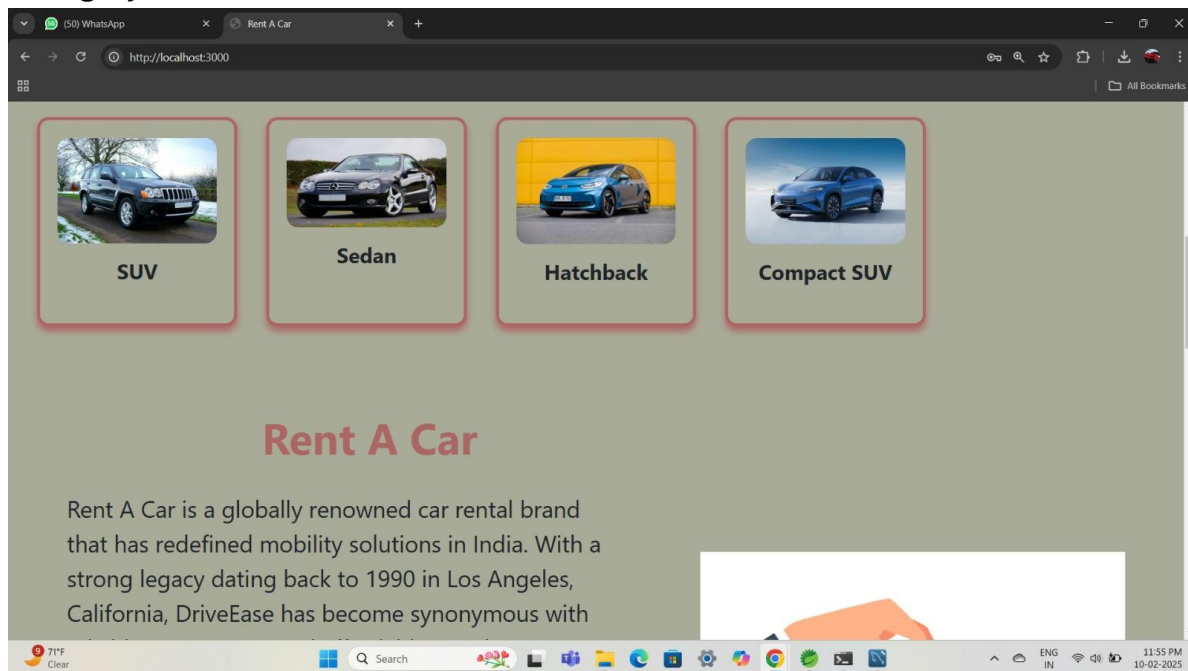 (50) WhatsApp
Rent A Car
http://localhost:3000
All Bookmarks
SUV
Sedan
Hatchback
Compact SUV
Rent A Car
Rent A Car is a globally renowned car rental brand
that has redefined mobility solutions in India. With a
strong legacy dating back to 1990 in Los Angeles,
California, DriveEase has become synonymous with
9
71°F
Clear
Search
ENG
IN
11:55 PM
10-02-2025